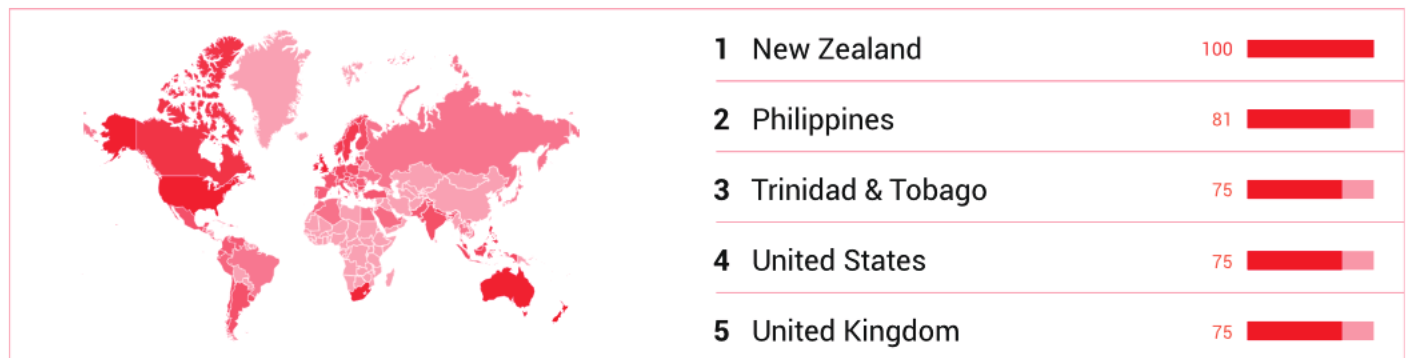 1 New Zealand 100
2 Philippines 81
3 Trinidad & Tobago 75
4 United States 75
5 United Kingdom 75